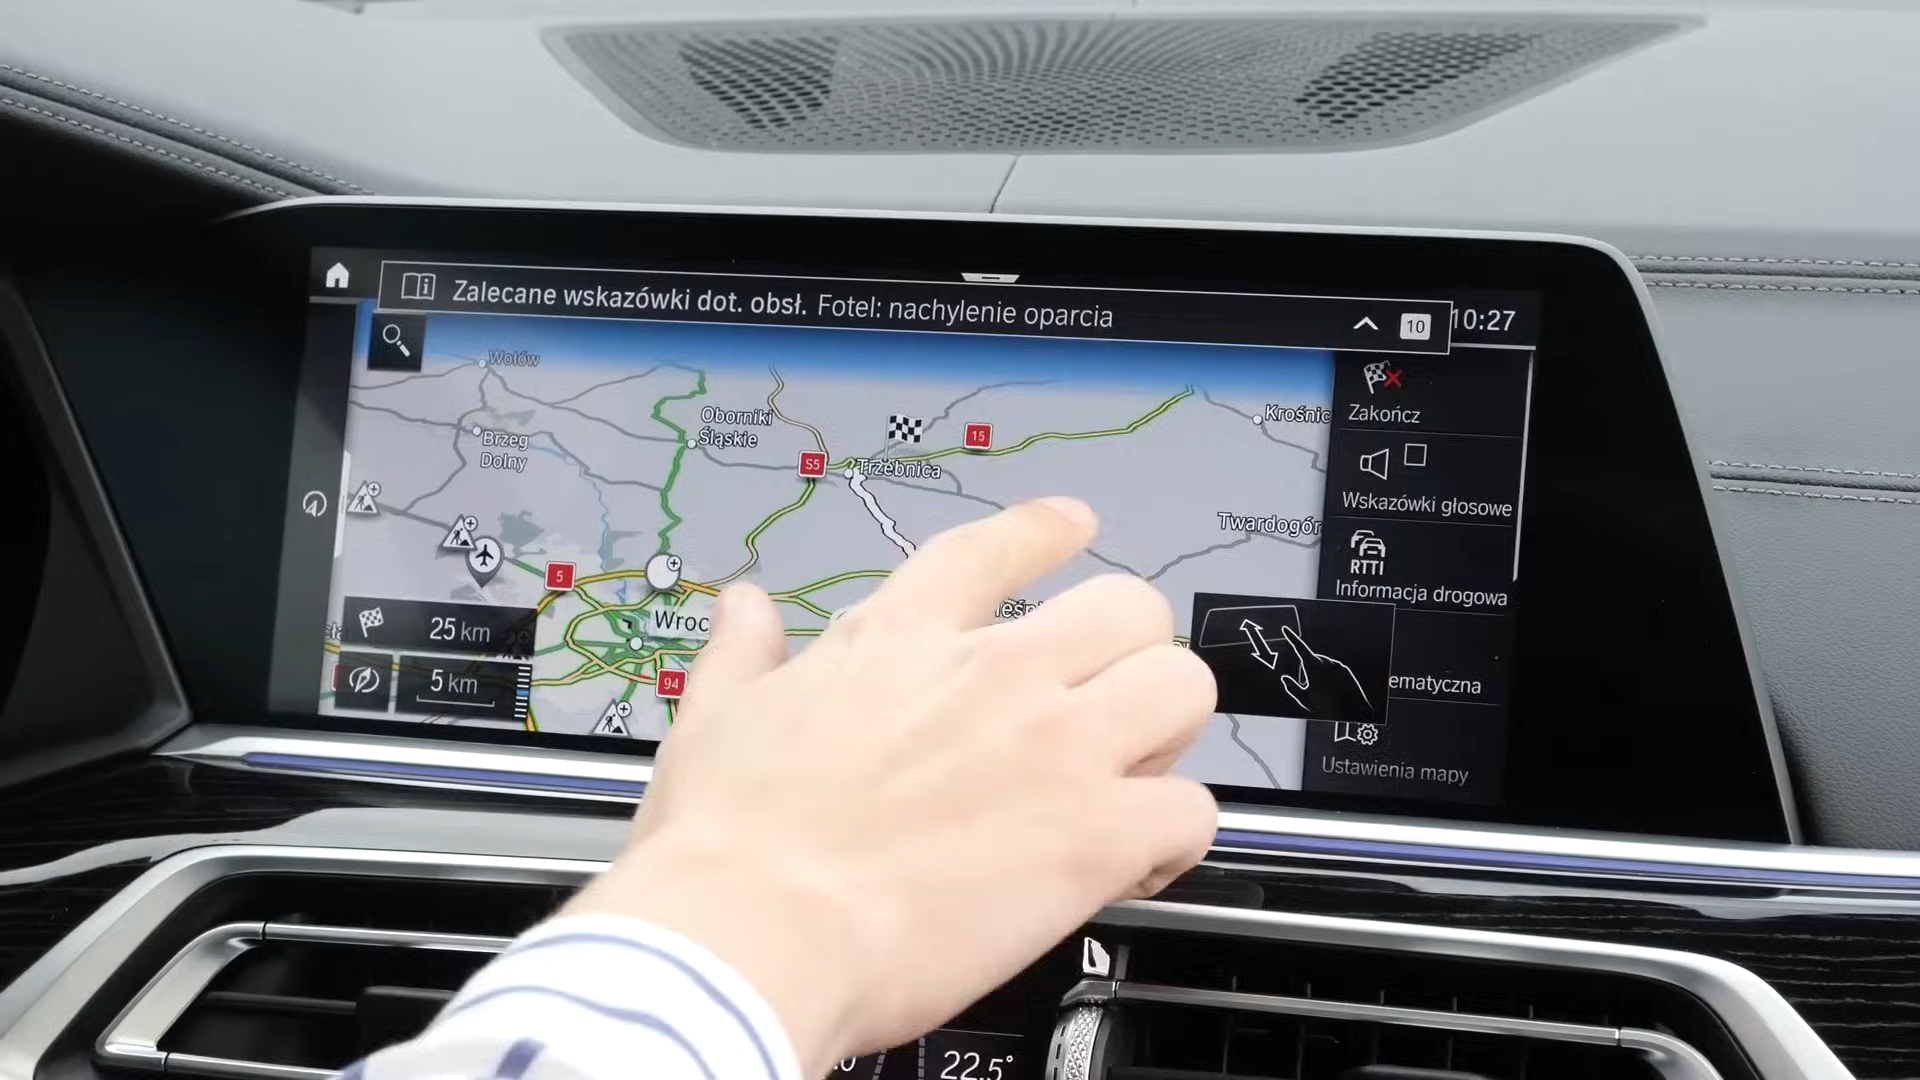 Zalecane wskazówki dot. obsł. Fotel: nachylenie oparcia
10
10:27
Wołów
Oborniki
Śląskie
Krośnic
Zakończ
Brzeg
Dolny
15
S5
Trzebnica
Wskazówki głosowe
Twardogór
RTTI
Informacja drogowa
5
Wroc
25 km
5 km
94
ematyczna
Ustawienia mapy
22.5°